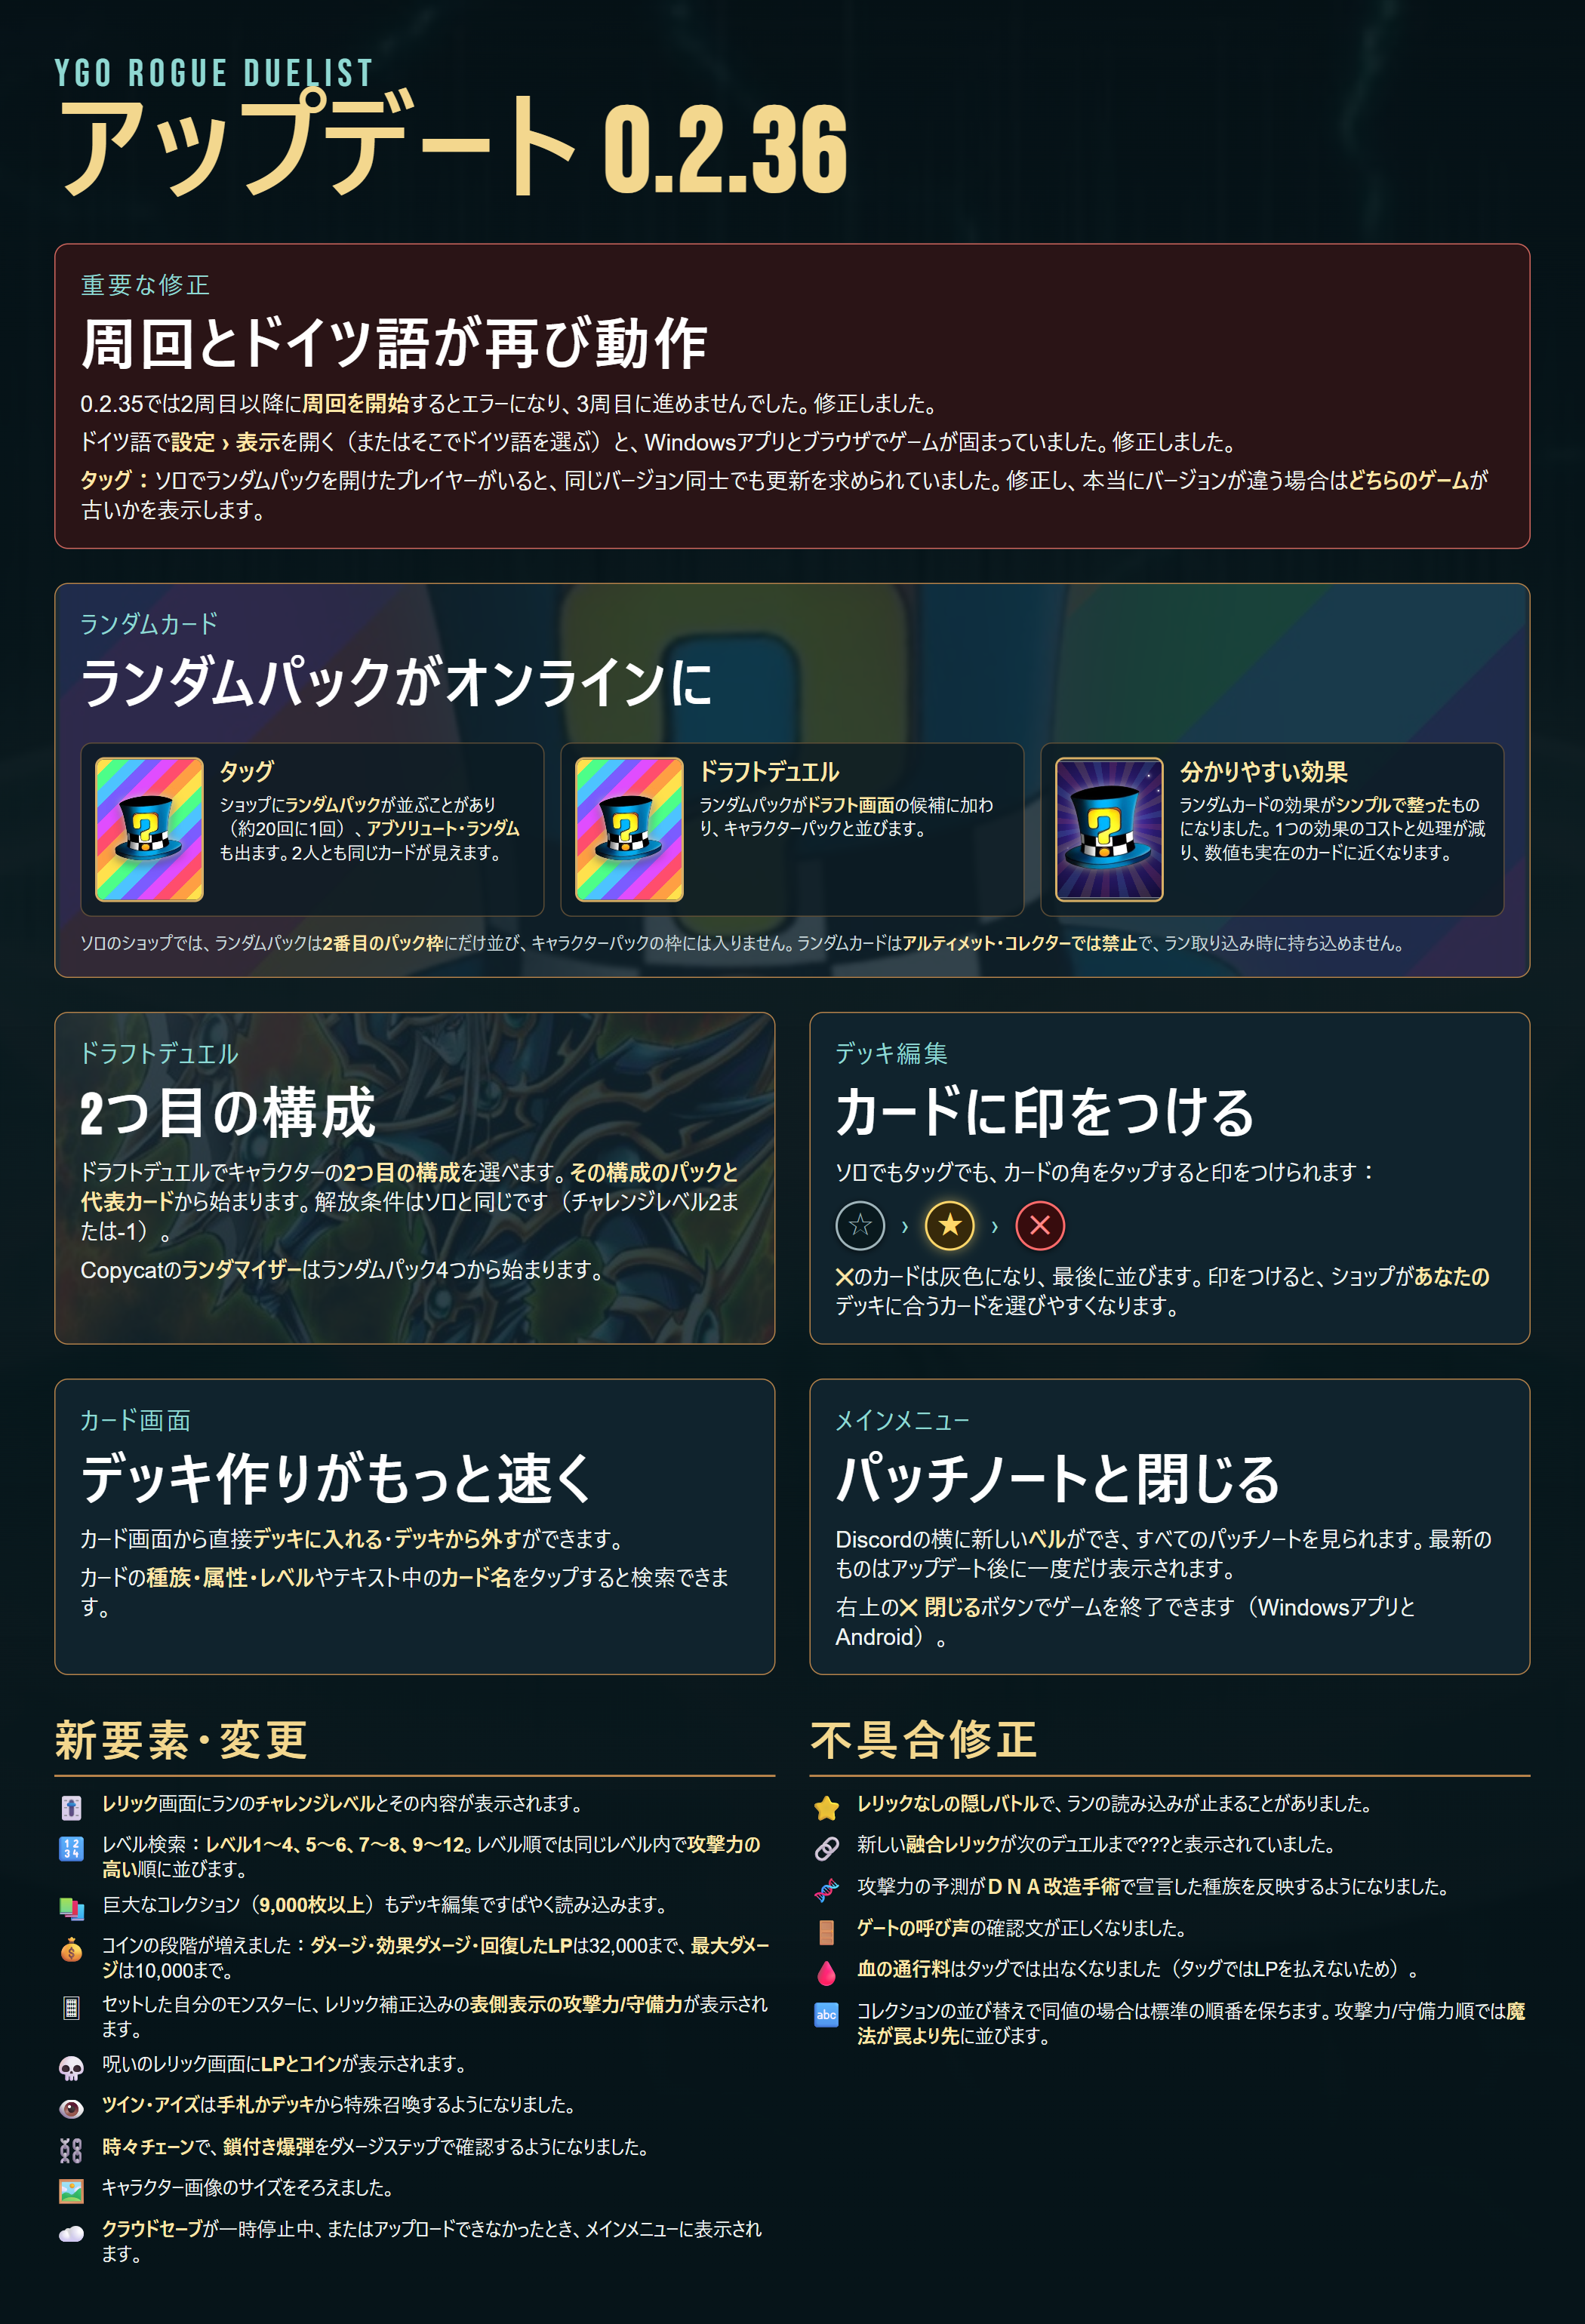 YGO ROGUE DUELIST
アップデート 0.2.36
重要な修正
周回とドイツ語が再び動作
0.2.35では2周目以降に周回を開始するとエラーになり、3周目に進めませんでした。修正しました。
ドイツ語で設定 › 表示を開く（またはそこでドイツ語を選ぶ）と、Windowsアプリとブラウザでゲームが固まっていました。修正しました。
タッグ：ソロでランダムパックを開けたプレイヤーがいると、同じバージョン同士でも更新を求められていました。修正し、本当にバージョンが違う場合はどちらのゲームが
古いかを表示します。
ランダムカード
ランダムパックがオンラインに
タッグ
ショップにランダムパックが並ぶことがあり
（約20回に1回）、アブソリュート・ランダム
も出ます。2人とも同じカードが見えます。
ドラフトデュエル
ランダムパックがドラフト画面の候補に加わ
り、キャラクターパックと並びます。
分かりやすい効果
ランダムカードの効果がシンプルで整ったもの
になりました。1つの効果のコストと処理が減
り、数値も実在のカードに近くなります。
ソロのショップでは、ランダムパックは2番目のパック枠にだけ並び、キャラクターパックの枠には入りません。ランダムカードはアルティメット・コレクターでは禁止で、ラン取り込み時に持ち込めません。
ドラフトデュエル
2つ目の構成
ドラフトデュエルでキャラクターの2つ目の構成を選べます。その構成のパックと
代表カードから始まります。解放条件はソロと同じです（チャレンジレベル2ま
たは-1）。
Copycatのランダマイザーはランダムパック4つから始まります。
デッキ編集
カードに印をつける
ソロでもタッグでも、カードの角をタップすると印をつけられます：
☆ › ★ › ✕
✕のカードは灰色になり、最後に並びます。印をつけると、ショップがあなたの
デッキに合うカードを選びやすくなります。
カード画面
デッキ作りがもっと速く
カード画面から直接デッキに入れる・デッキから外すができます。
カードの種族・属性・レベルやテキスト中のカード名をタップすると検索できま
す。
メインメニュー
パッチノートと閉じる
Discordの横に新しいベルができ、すべてのパッチノートを見られます。最新の
ものはアップデート後に一度だけ表示されます。
右上の✕ 閉じるボタンでゲームを終了できます（Windowsアプリと
Android）。
新要素・変更
レリック画面にランのチャレンジレベルとその内容が表示されます。
レベル検索：レベル1〜4、5〜6、7〜8、9〜12。レベル順では同じレベル内で攻撃力の
高い順に並びます。
巨大なコレクション（9,000枚以上）もデッキ編集ですばやく読み込みます。
コインの段階が増えました：ダメージ・効果ダメージ・回復したLPは32,000まで、最大ダメー
ジは10,000まで。
セットした自分のモンスターに、レリック補正込みの表側表示の攻撃力/守備力が表示され
ます。
呪いのレリック画面にLPとコインが表示されます。
ツイン・アイズは手札かデッキから特殊召喚するようになりました。
時々チェーンで、鎖付き爆弾をダメージステップで確認するようになりました。
キャラクター画像のサイズをそろえました。
クラウドセーブが一時停止中、またはアップロードできなかったとき、メインメニューに表示され
ます。
不具合修正
レリックなしの隠しバトルで、ランの読み込みが止まることがありました。
新しい融合レリックが次のデュエルまで???と表示されていました。
攻撃力の予測がＤＮＡ改造手術で宣言した種族を反映するようになりました。
ゲートの呼び声の確認文が正しくなりました。
血の通行料はタッグでは出なくなりました（タッグではLPを払えないため）。
abc
コレクションの並び替えで同値の場合は標準の順番を保ちます。攻撃力/守備力順では魔
法が罠より先に並びます。